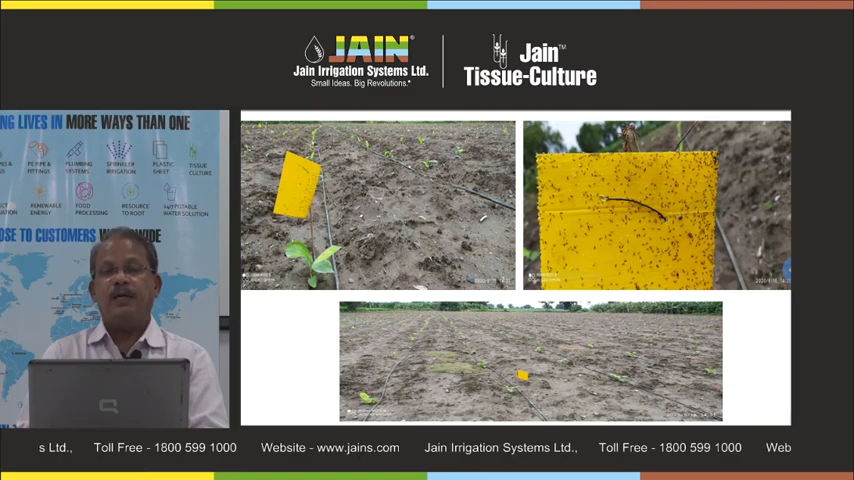 JAIN®
Jain Irrigation Systems Ltd.
Small Ideas. Big Revolutions.®
Jain™
Tissue-Culture
NG LIVES IN MORE WAYS THAN ONE
PE PIPE & FITTINGS
PLUMBING SYSTEMS
SPRINKLER IRRIGATION
PLASTIC SHEET
TISSUE CULTURE
RENEWABLE ENERGY
FOOD PROCESSING
RESOURCE TO ROOT
24/7 POTABLE WATER SOLUTION
OSE TO CUSTOMERS
s Ltd., Toll Free - 1800 599 1000 Website - www.jains.com Jain Irrigation Systems Ltd., Toll Free - 1800 599 1000 Web